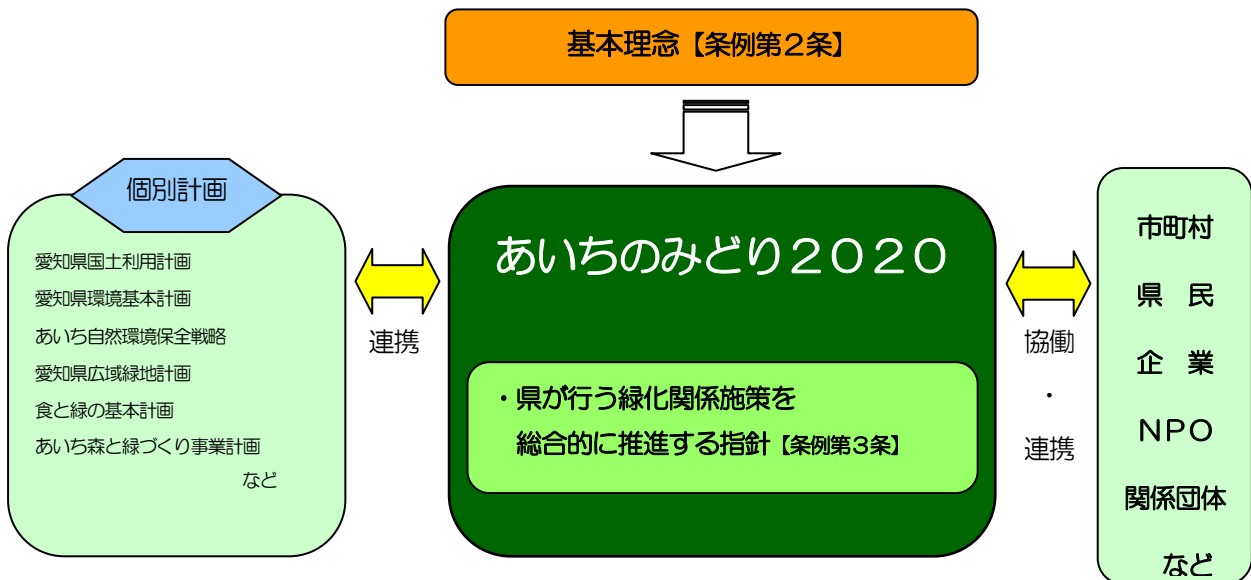 基本理念【条例第２条】
個別計画
愛知県国土利用計画
愛知県環境基本計画
あいち自然環境保全戦略
愛知県広域緑地計画
食と緑の基本計画
あいち森と緑づくり事業計画
など
連携
あいちのみどり２０２０
・県が行う緑化関係施策を
総合的に推進する指針【条例第３条】
協働
・
連携
市町村
県　民
企　業
ＮＰＯ
関係団体
など